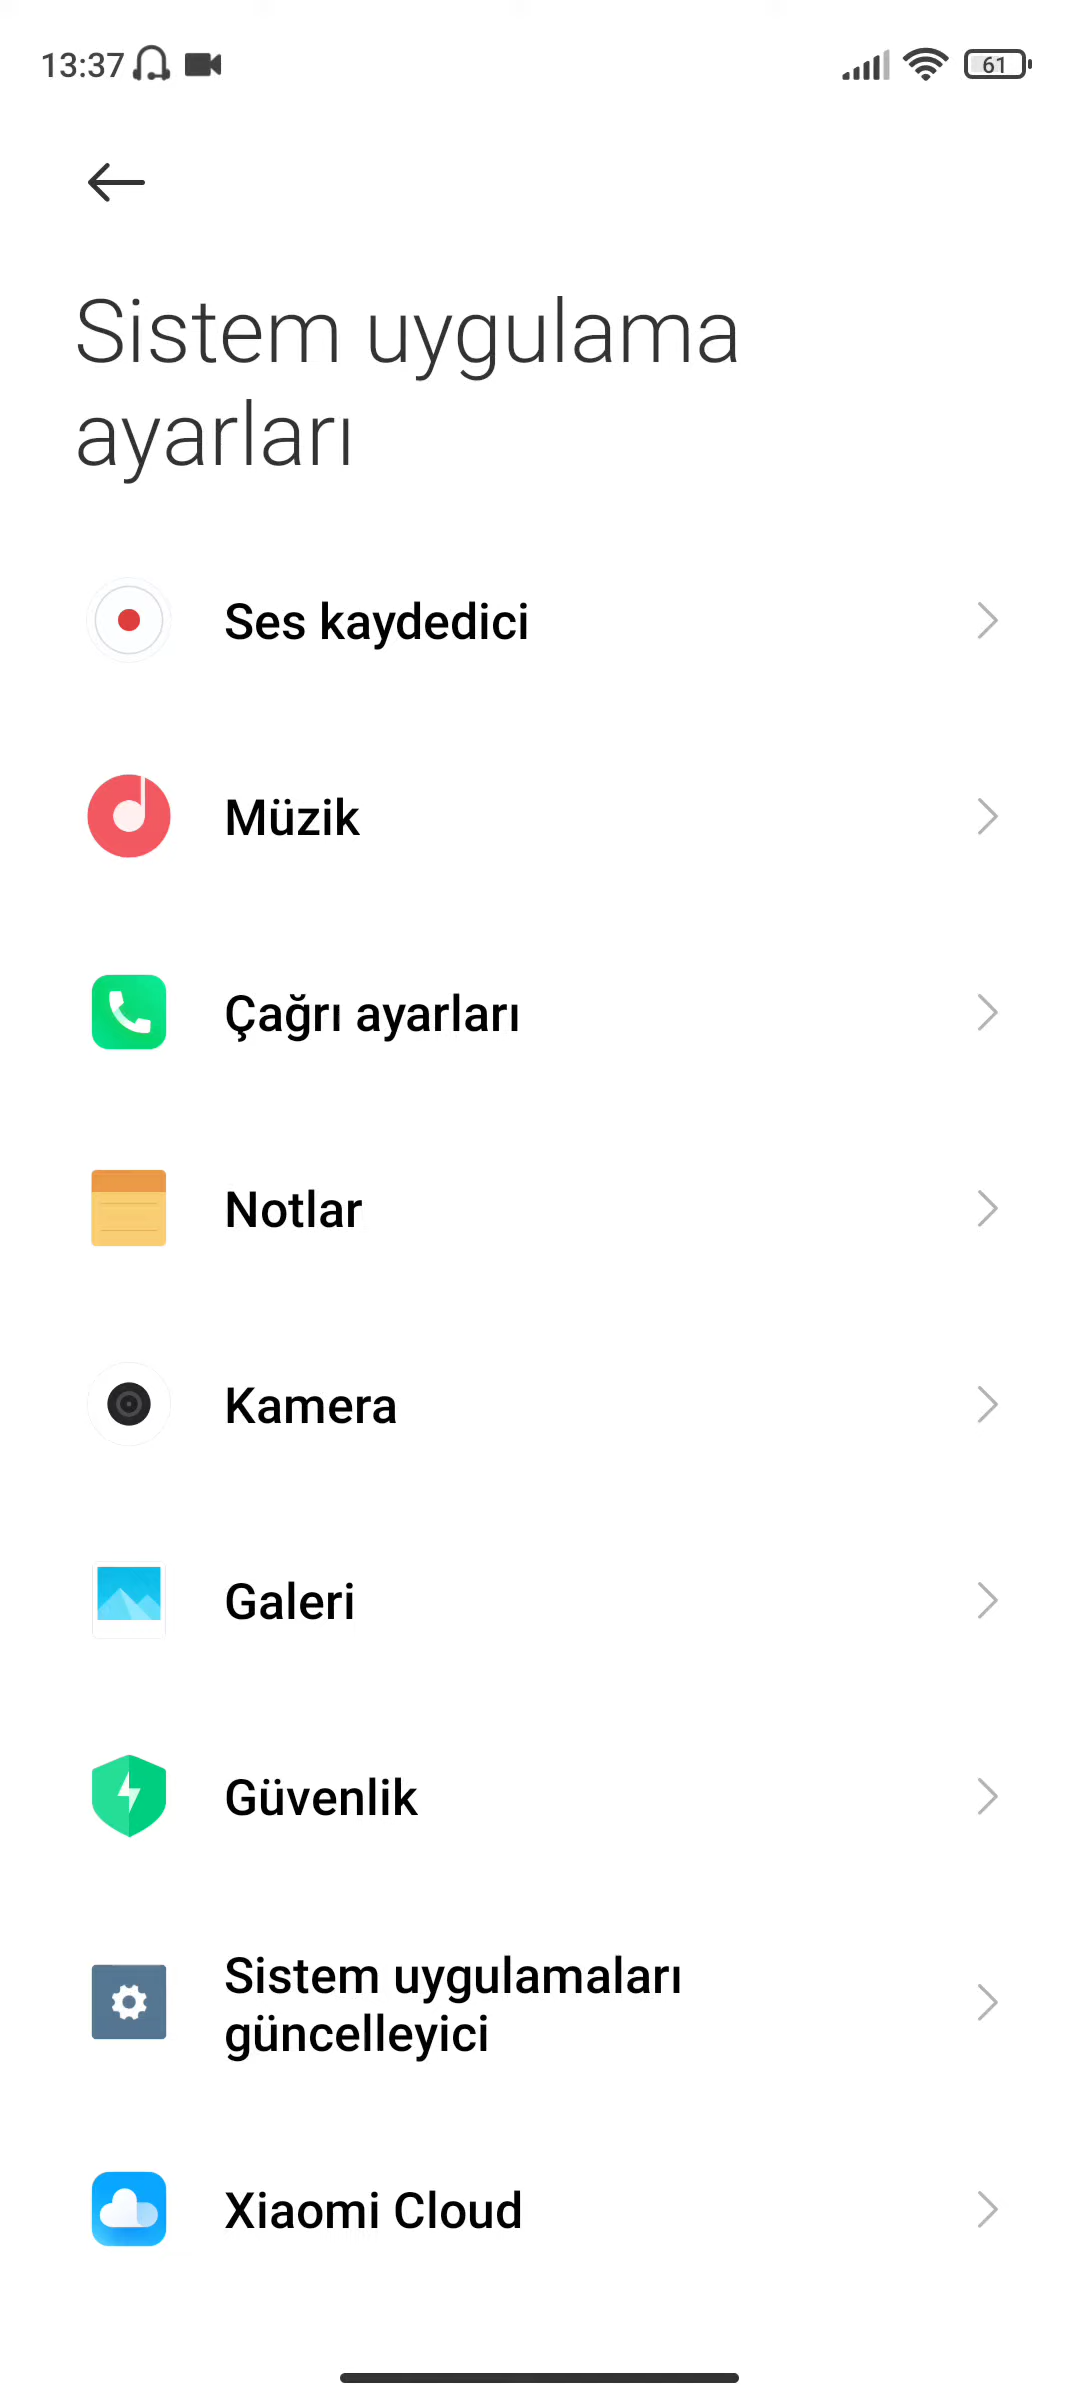 13:37
61
Sistem uygulama
ayarları
Ses kaydedici
Müzik
Çağrı ayarları
Notlar
Kamera
Galeri
Güvenlik
Sistem uygulamaları
güncelleyici
Xiaomi Cloud